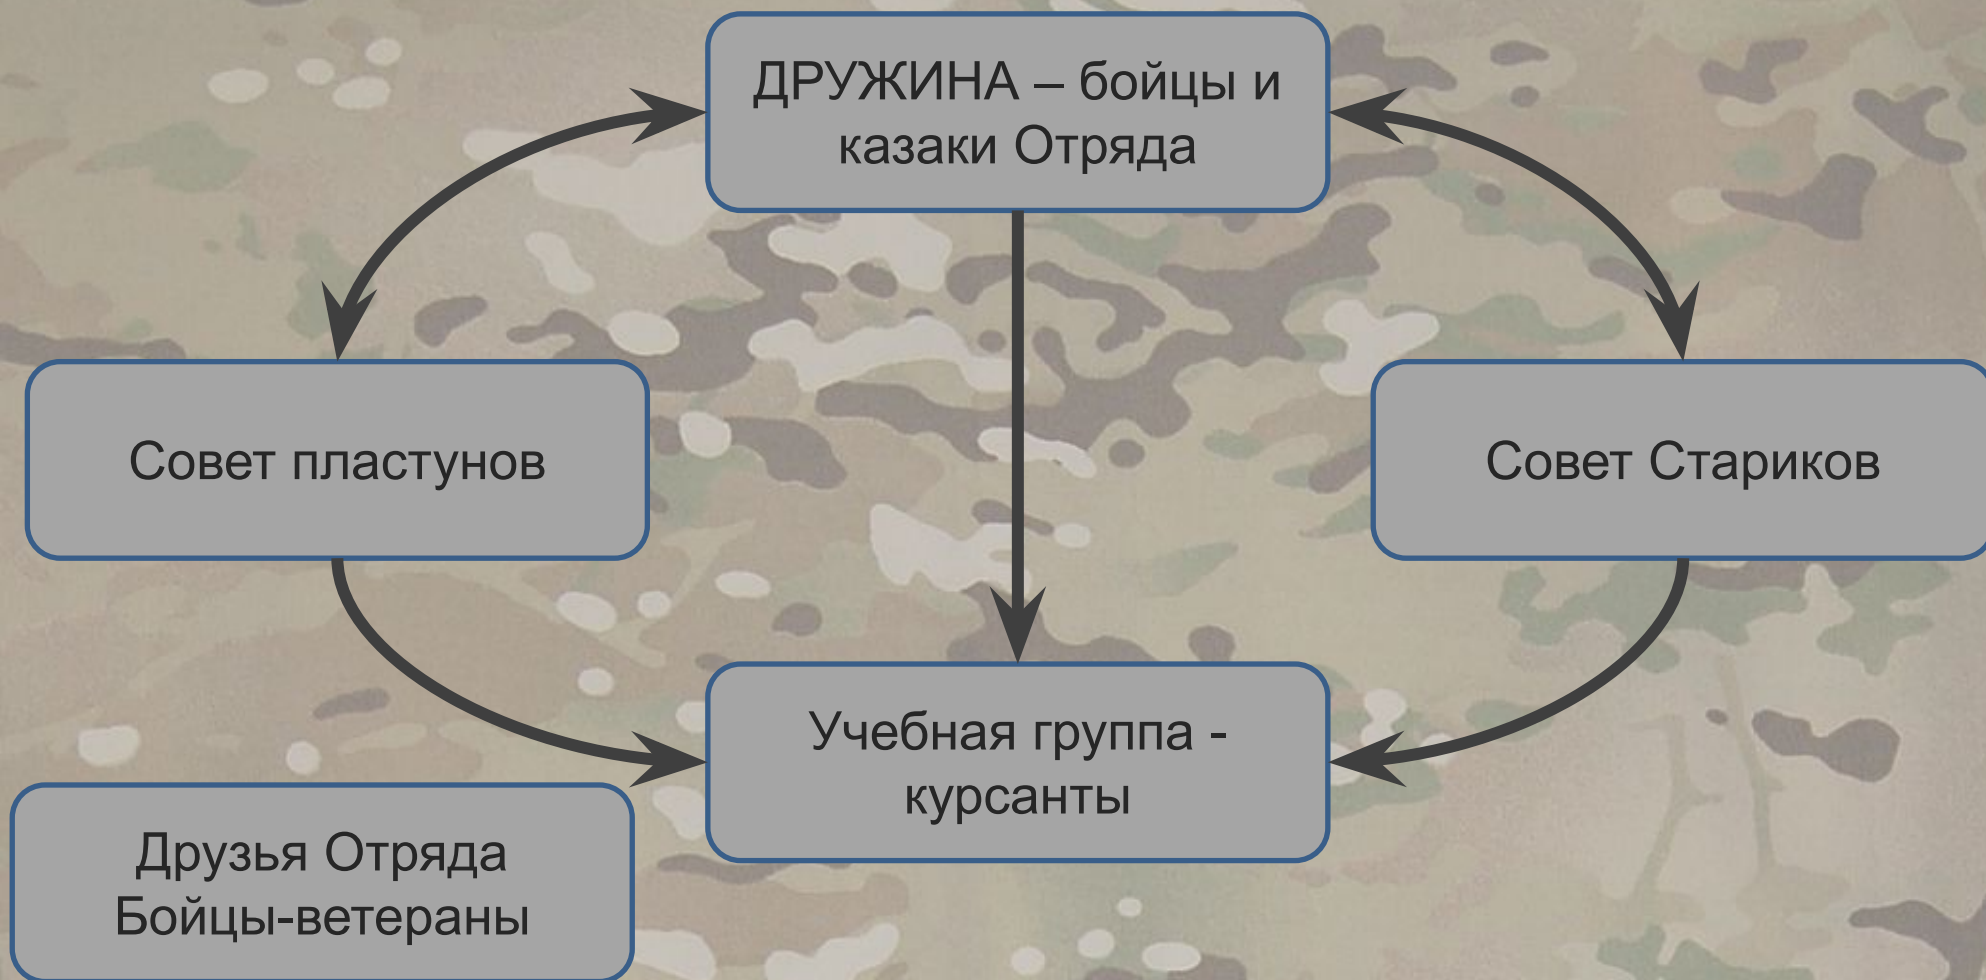 ДРУЖИНА – бойцы и
казаки Отряда
Совет пластунов
Совет Стариков
Учебная группа -
курсанты
Друзья Отряда
Бойцы-ветераны